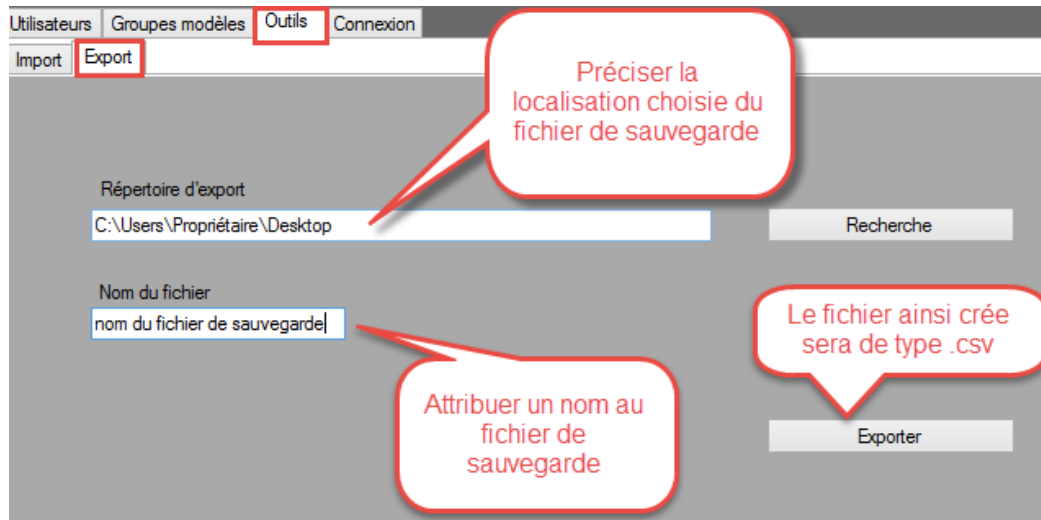 Utilisateurs Groupes modèles Outils Connexion
Import Export
Préciser la
localisation choisie du
fichier de sauvegarde
Répertoire d'export
C:\Users\Propriétaire\Desktop
Recherche
Nom du fichier
nom du fichier de sauvegarde
Le fichier ainsi crée
sera de type .csv
Attribuer un nom au
fichier de
sauvegarde
Exporter